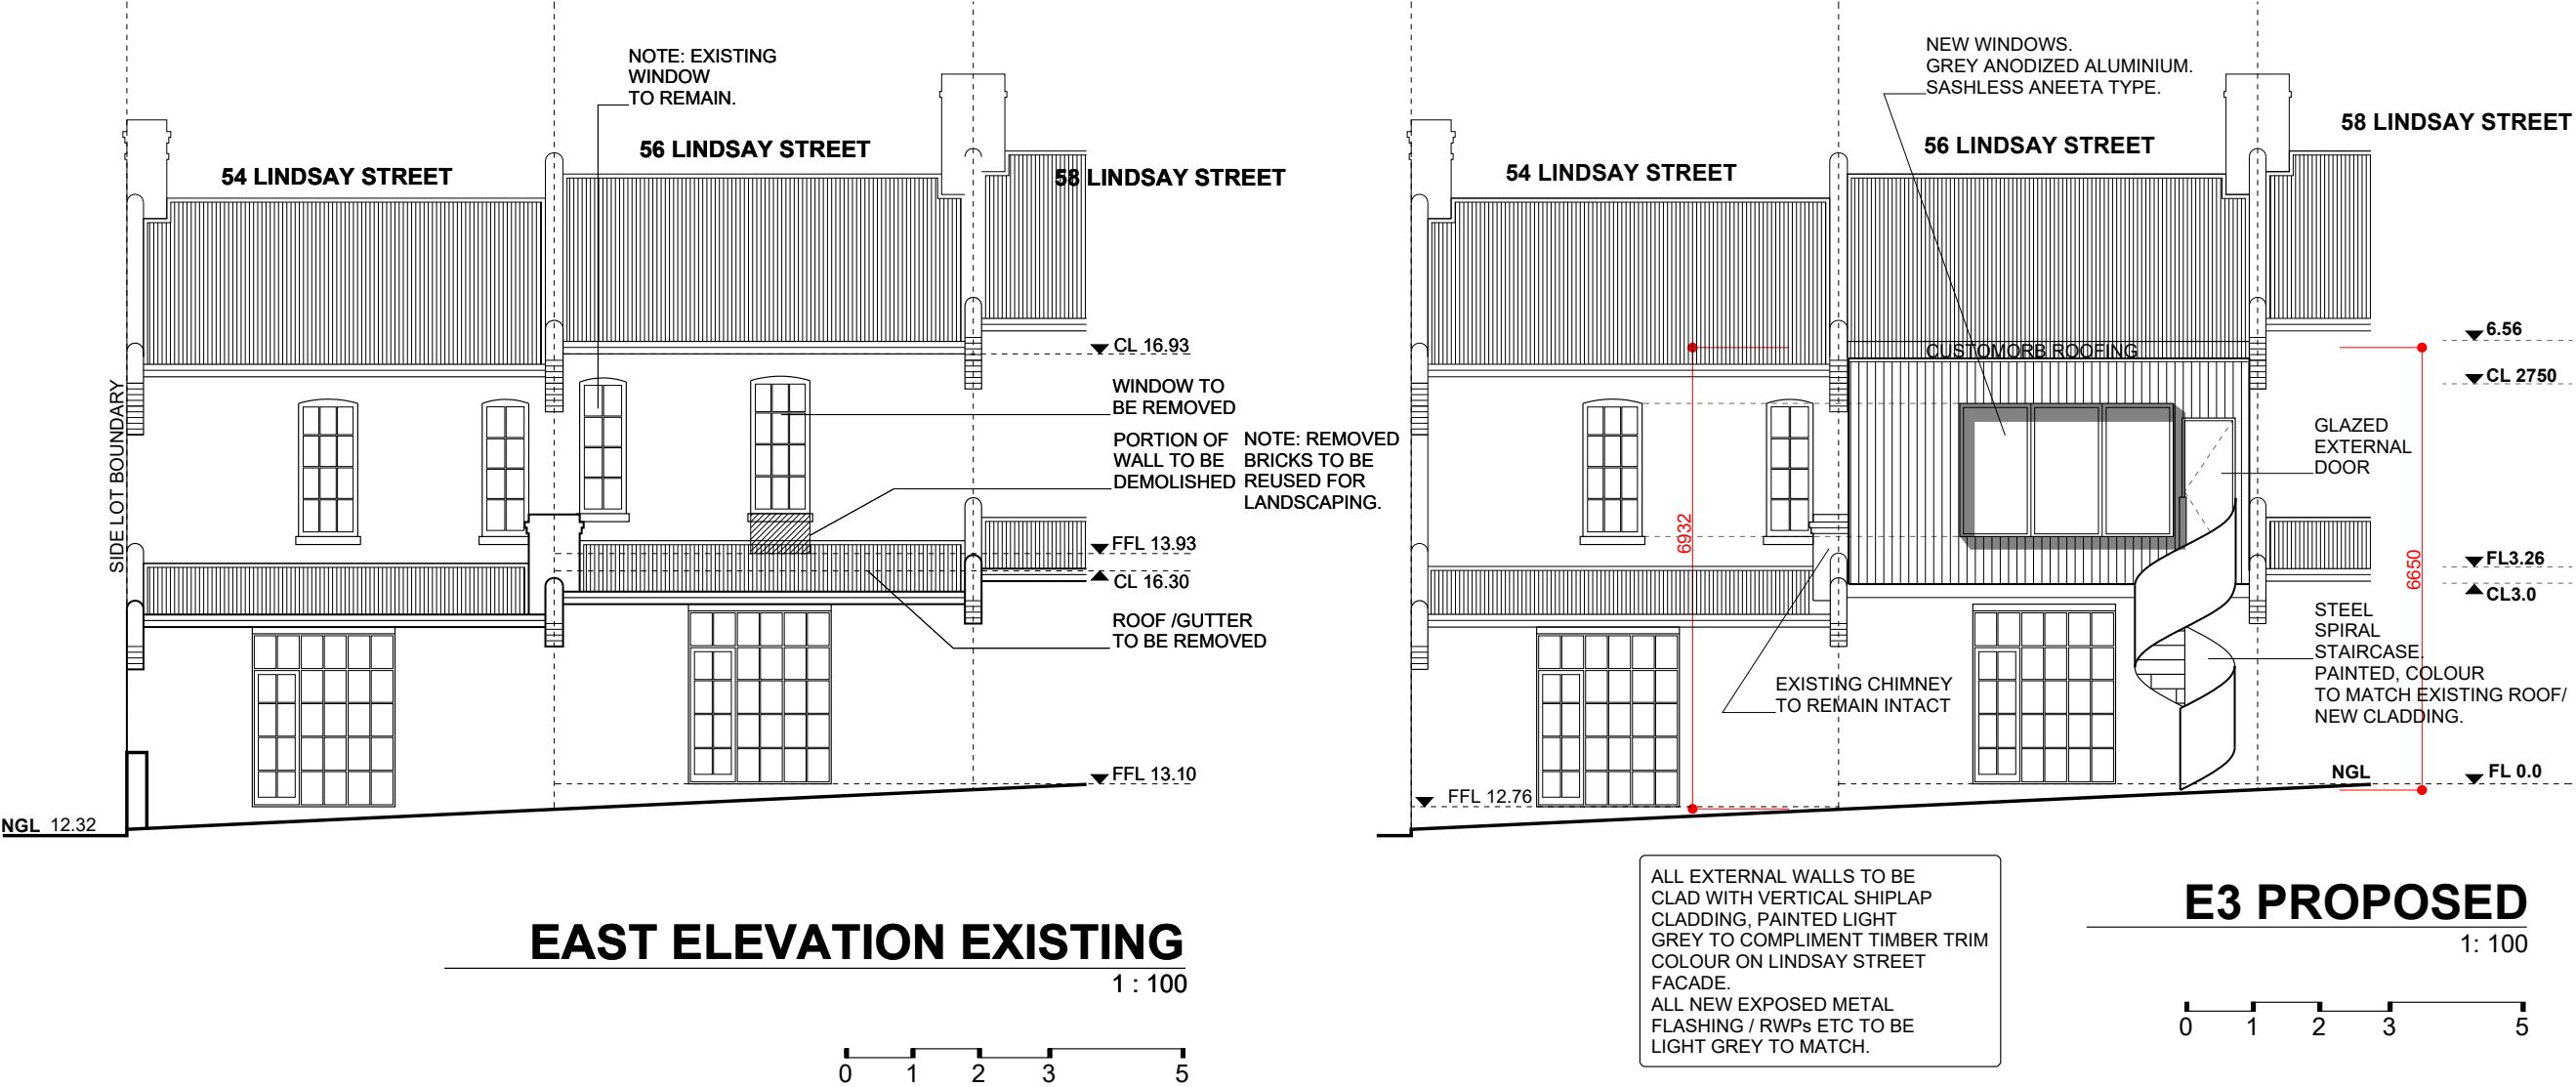 NOTE: EXISTING
WINDOW
TO REMAIN.
54 LINDSAY STREET
56 LINDSAY STREET
58 LINDSAY STREET
SIDE LOT BOUNDARY
CL 16.93
WINDOW TO
BE REMOVED
PORTION OF
WALL TO BE
DEMOLISHED
NOTE: REMOVED
BRICKS TO BE
REUSED FOR
LANDSCAPING.
FFL 13.93
CL 16.30
ROOF /GUTTER
TO BE REMOVED
FFL 13.10
NGL 12.32
EAST ELEVATION EXISTING
1 : 100
0 1 2 3 5
NEW WINDOWS.
GREY ANODIZED ALUMINIUM.
SASHLESS ANEETA TYPE.
54 LINDSAY STREET
56 LINDSAY STREET
58 LINDSAY STREET
CUSTOMORB ROOFING
6.56
CL 2750
GLAZED
EXTERNAL
DOOR
6932
6650
FL3.26
CL3.0
STEEL
SPIRAL
STAIRCASE.
PAINTED, COLOUR
TO MATCH EXISTING ROOF/
NEW CLADDING.
EXISTING CHIMNEY
TO REMAIN INTACT
NGL
FL 0.0
FFL 12.76
ALL EXTERNAL WALLS TO BE
CLAD WITH VERTICAL SHIPLAP
CLADDING, PAINTED LIGHT
GREY TO COMPLIMENT TIMBER TRIM
COLOUR ON LINDSAY STREET
FACADE.
ALL NEW EXPOSED METAL
FLASHING / RWPs ETC TO BE
LIGHT GREY TO MATCH.
E3 PROPOSED
1: 100
0 1 2 3 5